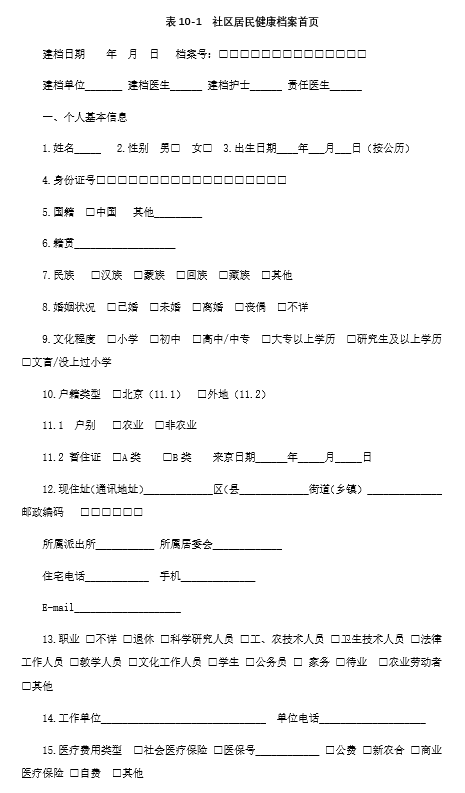 表 10-1 社区居民健康档案首页
建档日期 年 月 日 档案号：□□□□□□□□□□□□□□
建档单位_______ 建档医生______ 建档护士______ 责任医生______
一、个人基本信息
1.姓名_____ 2.性别 男□ 女□ 3.出生日期____年___月___日（按公历）
4.身份证号□□□□□□□□□□□□□□□□□□
5.国籍 □中国 其他_________
6.籍贯___________________
7.民族 □汉族 □蒙族 □回族 □藏族 □其他
8.婚姻状况 □已婚 □未婚 □离婚 □丧偶 □不详
9.文化程度 □小学 □初中 □高中/中专 □大专以上学历 □研究生及以上学历
□文盲/没上过小学
10.户籍类型 □北京（11.1） □外地（11.2）
11.1 户别 □农业 □非农业
11.2 暂住证 □A 类 □B 类 来京日期______年_____月_____日
12.现住址(通讯地址)_____________区(县_____________街道(乡镇）______________
邮政编码 □□□□□□
所属派出所___________ 所属居委会_____________
住宅电话____________ 手机______________
E-mail____________________
13.职业 □不详 □退休 □科学研究人员 □工、农技术人员 □卫生技术人员 □法律
工作人员 □教学人员 □文化工作人员 □学生 □公务员 □ 家务 □待业 □农业劳动者
□其他
14.工作单位_______________________________ 单位电话____________________
15.医疗费用类型 □社会医疗保险 □医保号____________ □公费 □新农合 □商业
医疗保险 □自费 □其他